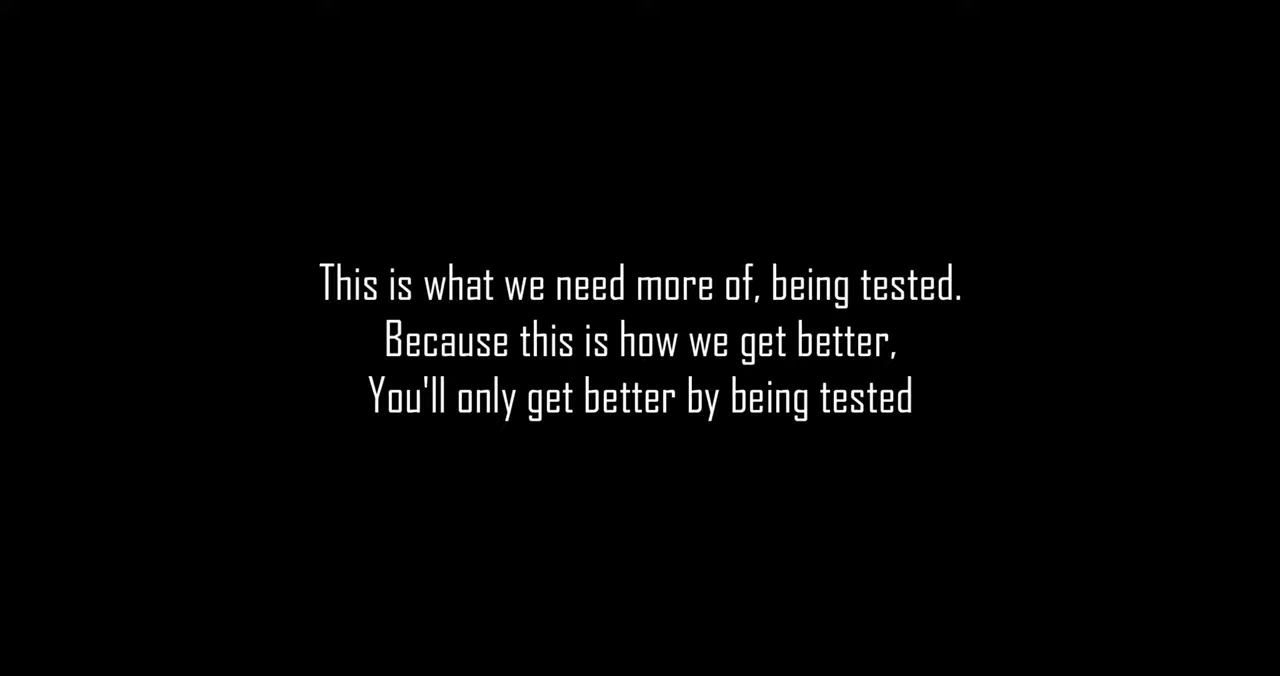 This is what we need more of, being tested.
Because this is how we get better,
You'll only get better by being tested